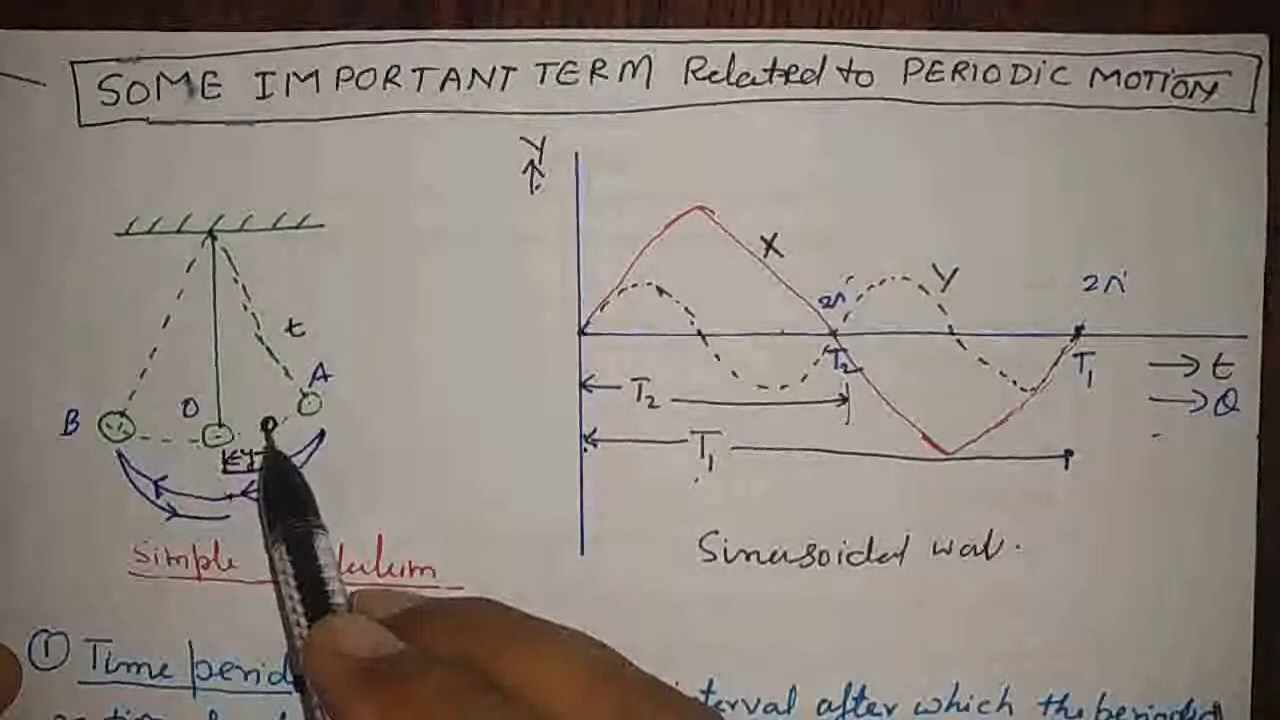 SOME IMPORTANT TERM Related to PERIODIC MOTION
Y
X
Y
2π
2π
t
A
T2
T1
t
B
O
T2
θ
T1
Sinusoidal wav.
Simple
① Time period
interval after which the